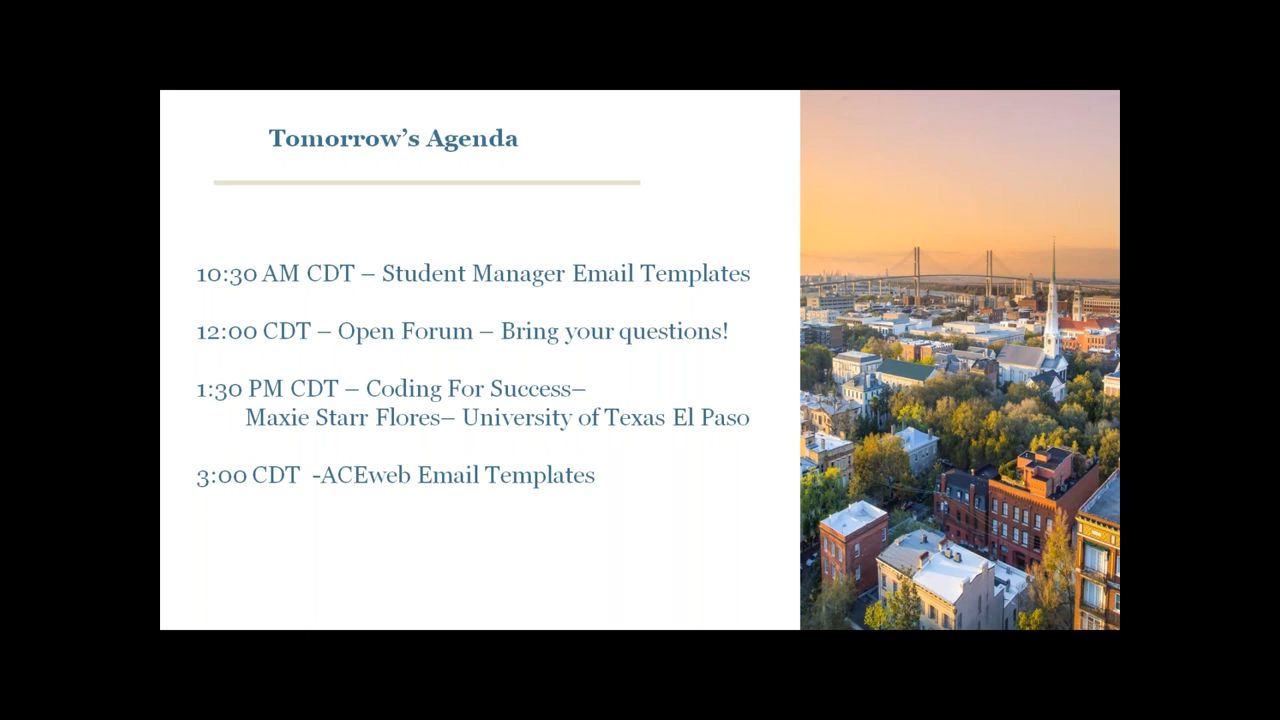 Tomorrow’s Agenda
10:30 AM CDT – Student Manager Email Templates
12:00 CDT – Open Forum – Bring your questions!
1:30 PM CDT – Coding For Success–
Maxie Starr Flores– University of Texas El Paso
3:00 CDT  -ACEweb Email Templates